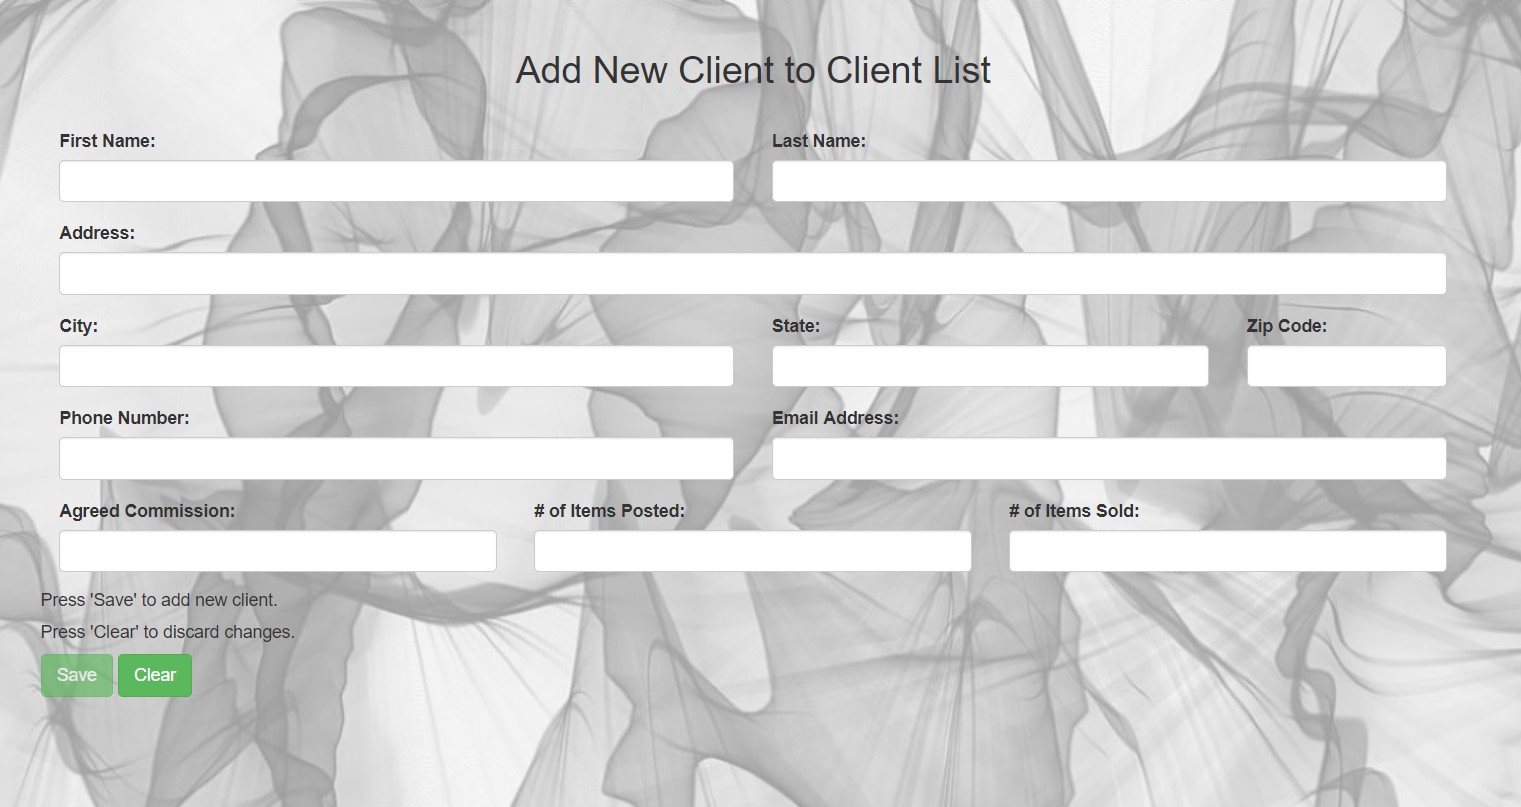 Add New Client to Client List
First Name: Last Name:
Address:
City: State: Zip Code:
Phone Number: Email Address:
Agreed Commission: # of Items Posted: # of Items Sold:
Press 'Save' to add new client.
Press 'Clear' to discard changes.
Save Clear